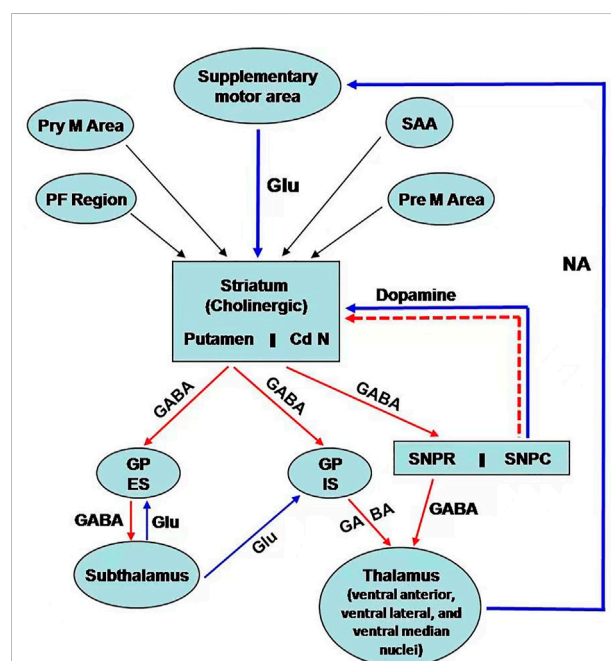 Supplementary
motor area
Pry M Area
SAA
Glu
PF Region
Pre M Area
NA
Striatum
(Cholinergic)
Dopamine
Putamen | Cd N
GABA
GABA
GABA
GP
ES
GP
IS
SNPR | SNPC
GABA
Glu
Glu
GABA
GABA
Subthalamus
Thalamus
(ventral anterior,
ventral lateral, and
ventral median
nuclei)